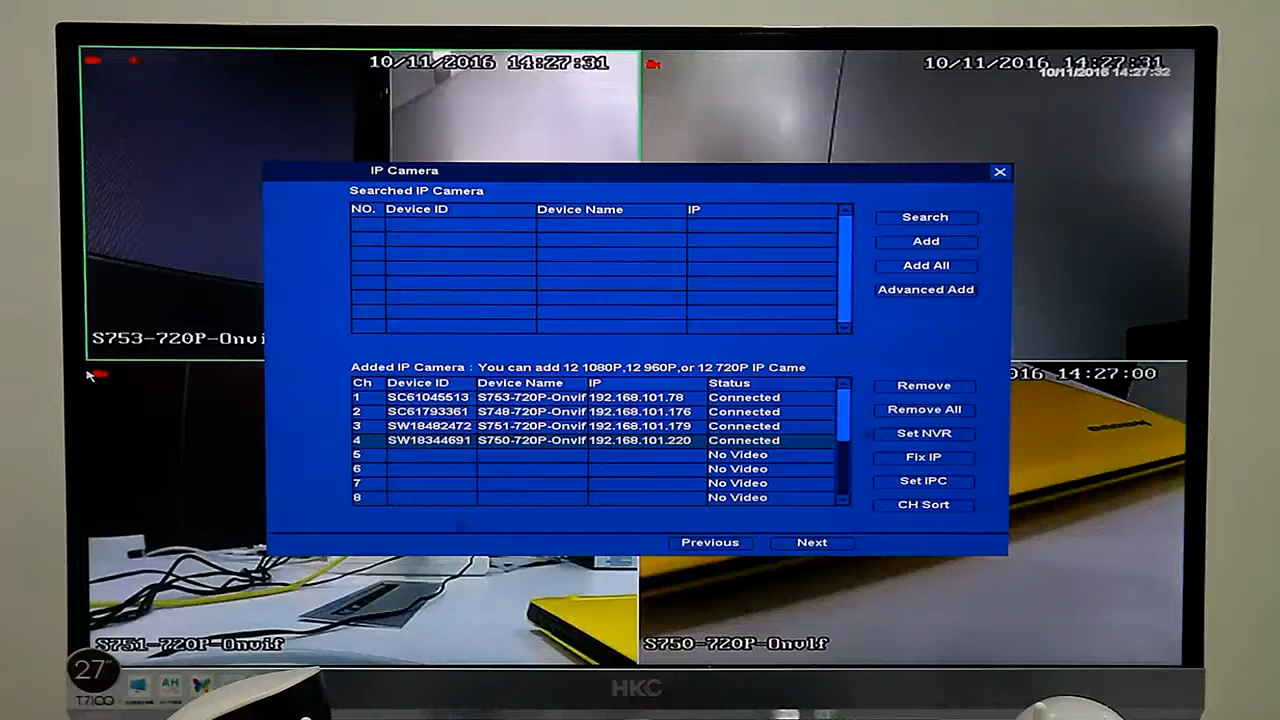 10/11/2016 14:27:31
10/11/2016 14:27:31
10/11/2016 14:27:32
IP Camera
Searched IP Camera
NO. Device ID Device Name IP
Search
Add
Add All
Advanced Add
S753-720P-Onvi
Added IP Camera : You can add 12 1080P,12 960P,or 12 720P IP Came
Ch Device ID Device Name IP Status
1 SC61045513 S753-720P-Onvif 192.168.101.78 Connected
2 SC61793361 S748-720P-Onvif 192.168.101.176 Connected
3 SW18482472 S751-720P-Onvif 192.168.101.179 Connected
4 SW18344691 S750-720P-Onvif 192.168.101.220 Connected
5 No Video
6 No Video
7 No Video
8 No Video
Remove
Remove All
Set NVR
Fix IP
Set IPC
CH Sort
016 14:27:00
Previous Next
S751-720P-Onvif
S750-720P-Onvif
27"
T7100
AH
HKC